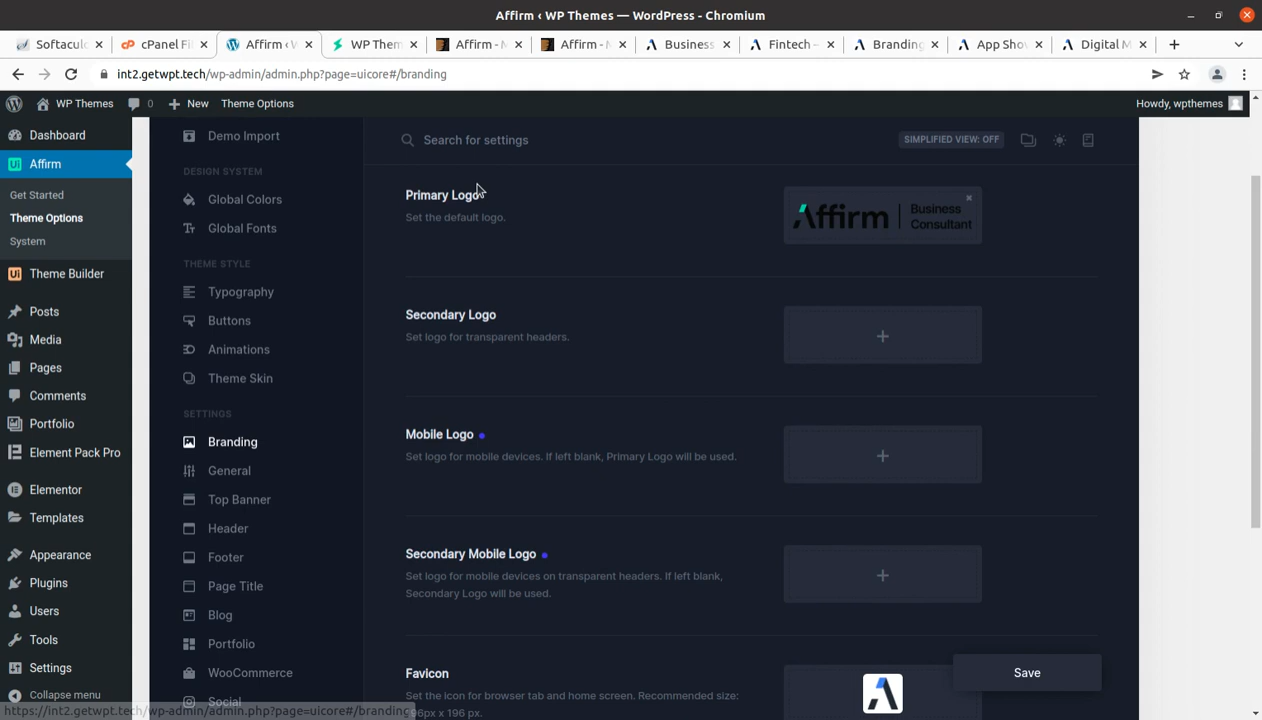 Affirm ‹ WP Themes — WordPress - Chromium
Softacul
cPanel Fi
Affirm ‹ W
WP Them
Affirm - M
Affirm - M
Business
Fintech –
Branding
App Sho
Digital M
int2.getwpt.tech/wp-admin/admin.php?page=uicore#/branding
WP Themes
0
New
Theme Options
Howdy, wpthemes
Dashboard
Affirm
Get Started
Theme Options
System
Theme Builder
Posts
Media
Pages
Comments
Portfolio
Element Pack Pro
Elementor
Templates
Appearance
Plugins
Users
Tools
Settings
Collapse menu
Demo Import
DESIGN SYSTEM
Global Colors
Global Fonts
THEME STYLE
Typography
Buttons
Animations
Theme Skin
SETTINGS
Branding
General
Top Banner
Header
Footer
Page Title
Blog
Portfolio
WooCommerce
Social
Search for settings
SIMPLIFIED VIEW: OFF
Primary Logo
Set the default logo.
Affirm
Business
Consultant
Secondary Logo
Set logo for transparent headers.
Mobile Logo
Set logo for mobile devices. If left blank, Primary Logo will be used.
Secondary Mobile Logo
Set logo for mobile devices on transparent headers. If left blank,
Secondary Logo will be used.
Favicon
Set the icon for browser tab and home screen. Recommended size:
96px x 196 px.
Save
https://int2.getwpt.tech/wp-admin/admin.php?page=uicore#/branding